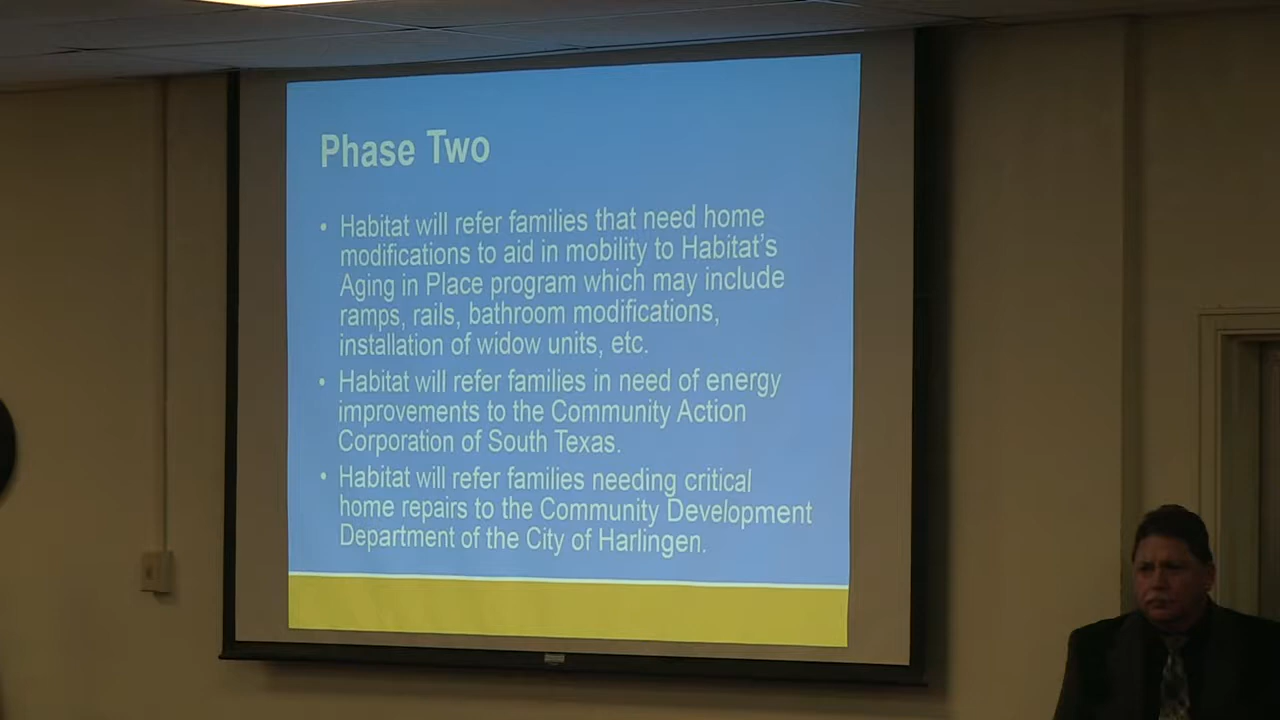 Phase Two
• Habitat will refer families that need home
modifications to aid in mobility to Habitat's
Aging in Place program which may include
ramps, rails, bathroom modifications,
installation of widow units, etc.
• Habitat will refer families in need of energy
improvements to the Community Action
Corporation of South Texas.
• Habitat will refer families needing critical
home repairs to the Community Development
Department of the City of Harlingen.